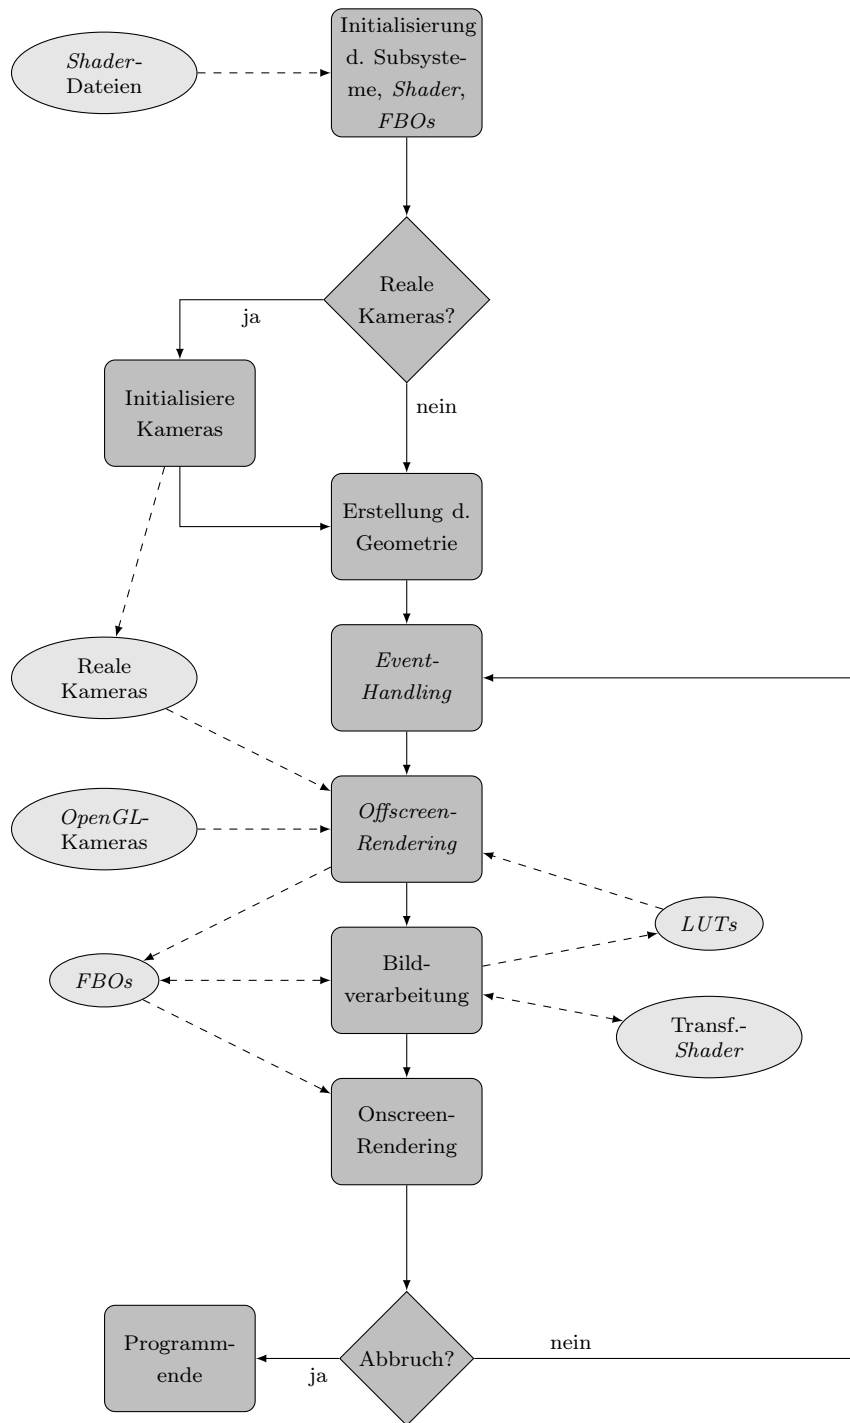 Initialisierung
d. Subsyste-
me, Shader,
FBOs
Shader-
Dateien
Reale
Kameras?
ja
nein
Initialisiere
Kameras
Erstellung d.
Geometrie
Event-
Handling
Reale
Kameras
Offscreen-
Rendering
OpenGL-
Kameras
LUTs
Bild-
verarbeitung
FBOs
Transf.-
Shader
Onscreen-
Rendering
Abbruch?
nein
ja
Programm-
ende